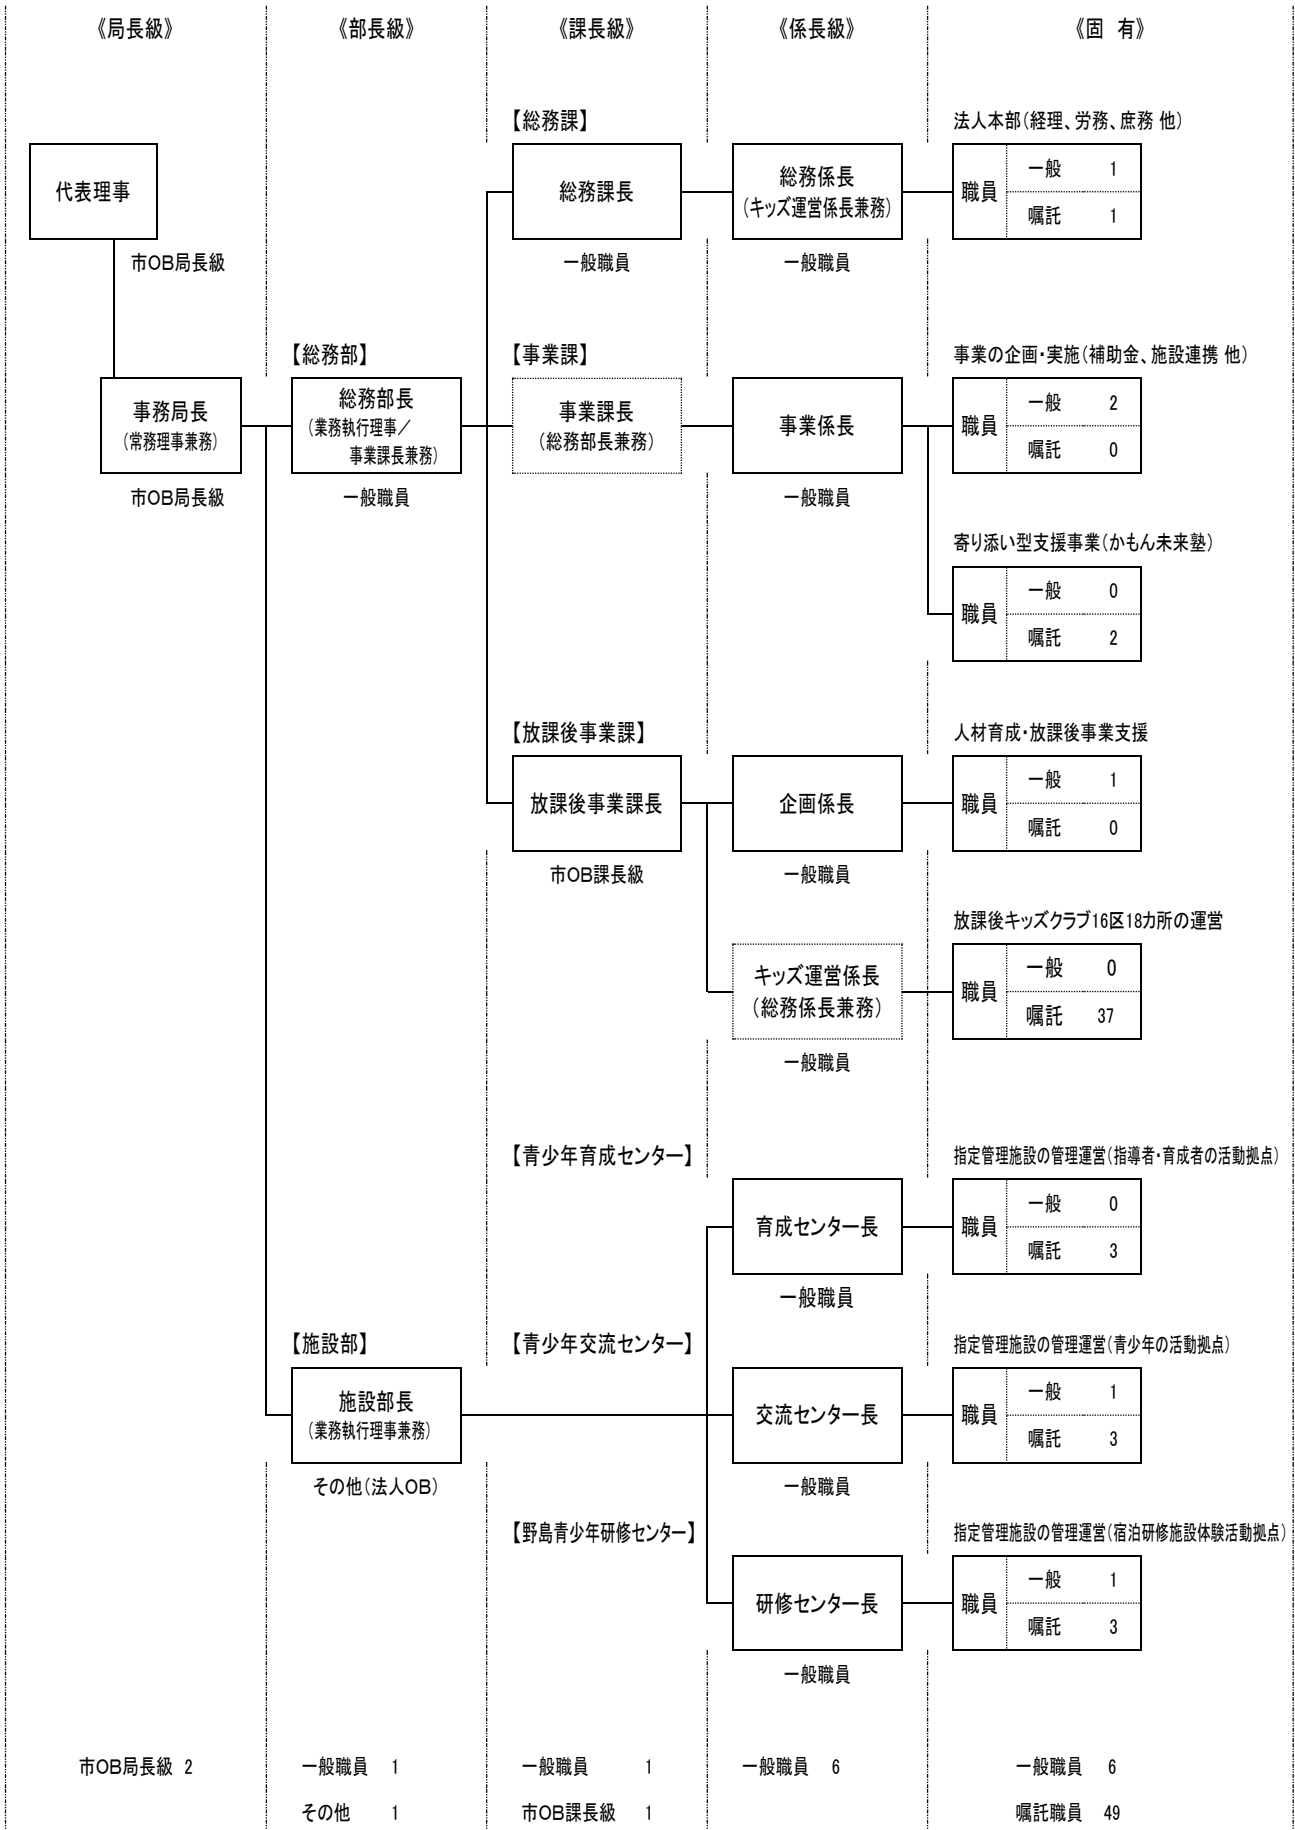 《局長級》
《部長級》
《課長級》
《係長級》
《固 有》
【総務課】
法人本部(経理、労務、庶務 他)
代表理事
総務課長
総務係長
(キッズ運営係長兼務)
職員
一般 1
嘱託 1
市OB局長級
一般職員
一般職員
【総務部】
【事業課】
事業の企画・実施(補助金、施設連携 他)
事務局長
(常務理事兼務)
総務部長
(業務執行理事/
事業課長兼務)
事業課長
(総務部長兼務)
事業係長
職員
一般 2
嘱託 0
市OB局長級
一般職員
一般職員
寄り添い型支援事業(かもん未来塾)
職員
一般 0
嘱託 2
【放課後事業課】
人材育成・放課後事業支援
放課後事業課長
企画係長
職員
一般 1
嘱託 0
市OB課長級
一般職員
放課後キッズクラブ16区18カ所の運営
キッズ運営係長
(総務係長兼務)
職員
一般 0
嘱託 37
一般職員
【青少年育成センター】
指定管理施設の管理運営(指導者・育成者の活動拠点)
育成センター長
職員
一般 0
嘱託 3
一般職員
【施設部】
【青少年交流センター】
指定管理施設の管理運営(青少年の活動拠点)
施設部長
(業務執行理事兼務)
交流センター長
職員
一般 1
嘱託 3
その他(法人OB)
一般職員
【野島青少年研修センター】
指定管理施設の管理運営(宿泊研修施設体験活動拠点)
研修センター長
職員
一般 1
嘱託 3
一般職員
市OB局長級 2
一般職員 1
一般職員 1
一般職員 6
一般職員 6
その他 1
市OB課長級 1
嘱託職員 49